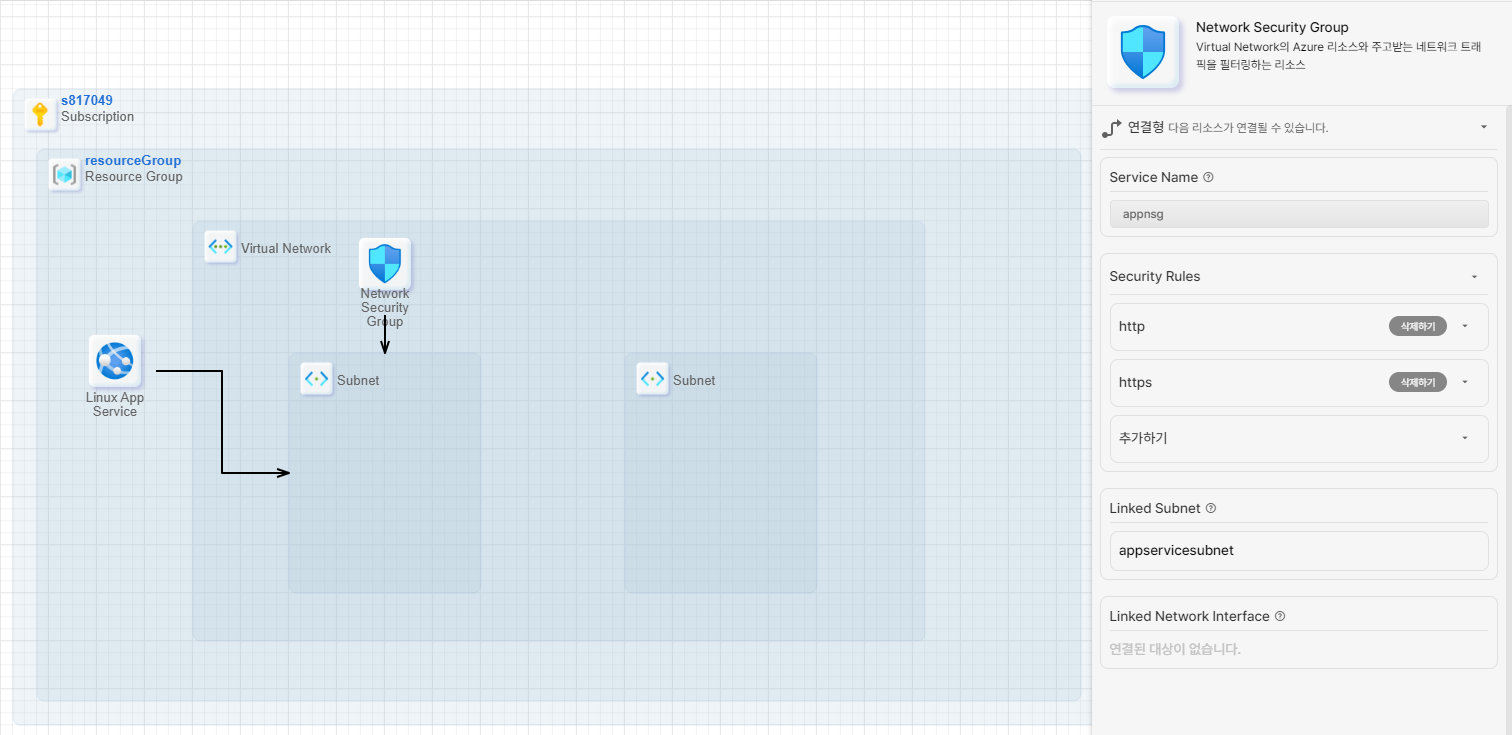 s817049
Subscription
resourceGroup
Resource Group
Virtual Network
Network
Security
Group
Linux App
Service
Subnet
Subnet
Network Security Group
Virtual Network의 Azure 리소스와 주고받는 네트워크 트래
픽을 필터링하는 리소스
연결형 다음 리소스가 연결될 수 있습니다.
Service Name
appnsg
Security Rules
http 삭제하기
https 삭제하기
추가하기
Linked Subnet
appservicesubnet
Linked Network Interface
연결된 대상이 없습니다.